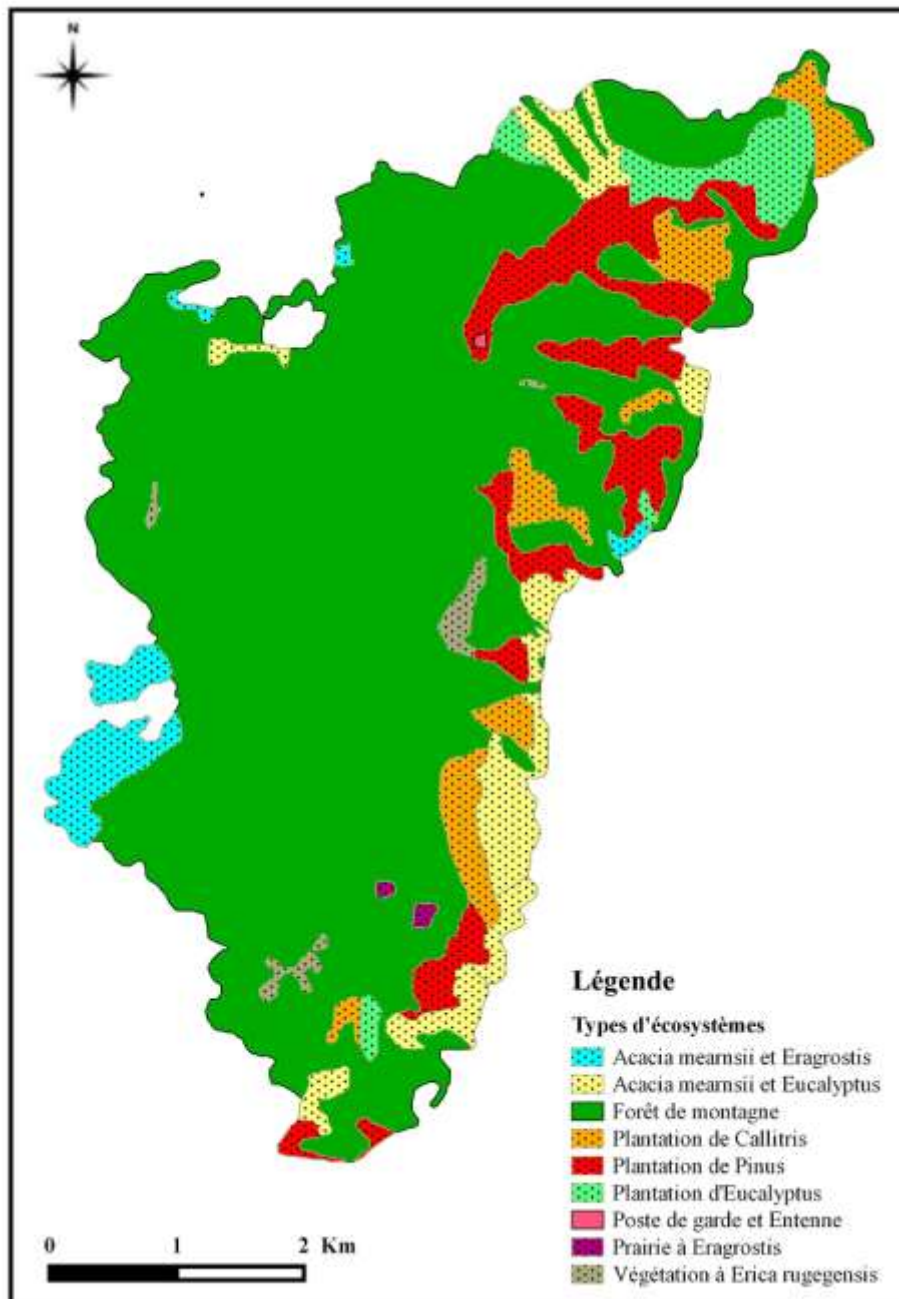 N
Légende
Types d'écosystèmes
Acacia mearnsii et Eragrostis
Acacia mearnsii et Eucalyptus
Forêt de montagne
Plantation de Callitris
Plantation de Pinus
Plantation d'Eucalyptus
Poste de garde et Entenne
Prairie à Eragrostis
Végétation à Erica rugegensis
0 1 2 Km